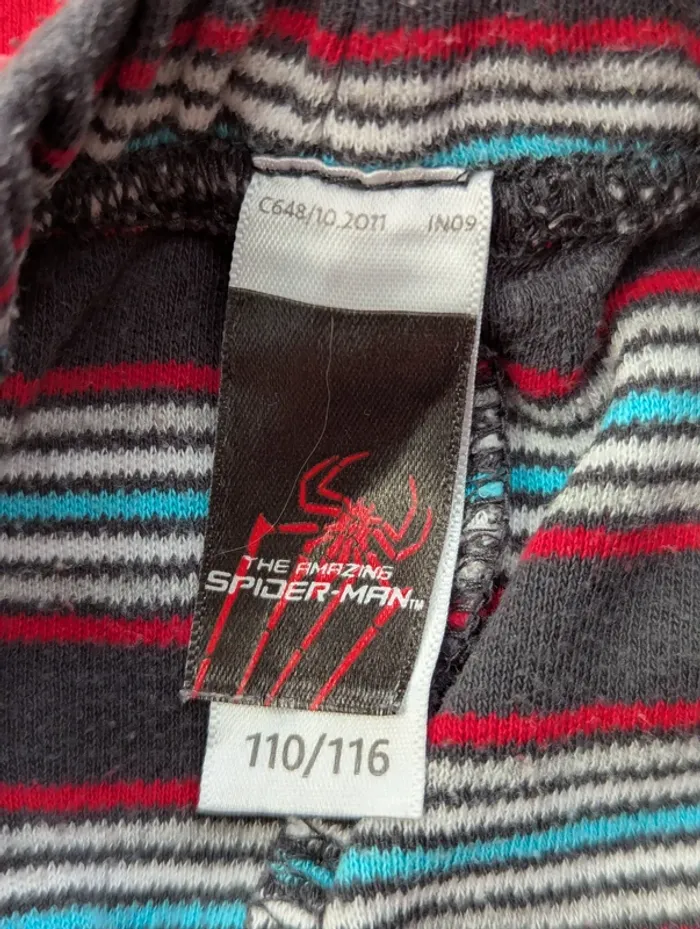 C648/10.2011 IN09
THE AMAZING
SPIDER-MAN™
110/116